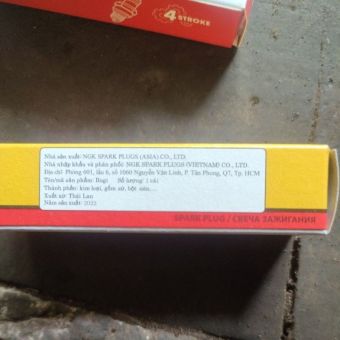 4 STROKE
Nhà sản xuất: NGK SPARK PLUGS (ASIA) CO., LTD.
Nhà nhập khẩu và phân phối: NGK SPARK PLUGS (VIETNAM) CO., LTD.
Địa chỉ: Phòng 601, lầu 6, số 1060 Nguyễn Văn Linh, P. Tân Phong, Q7, Tp. HCM
Tên/mã sản phẩm: Bugi Số lượng: 1 cái
Thành phần: kim loại, gốm sứ, bột siêu....
Xuất xứ: Thái Lan
Năm sản xuất: 2022
SPARK PLUG / СВЕЧА ЗАЖИГАНИЯ